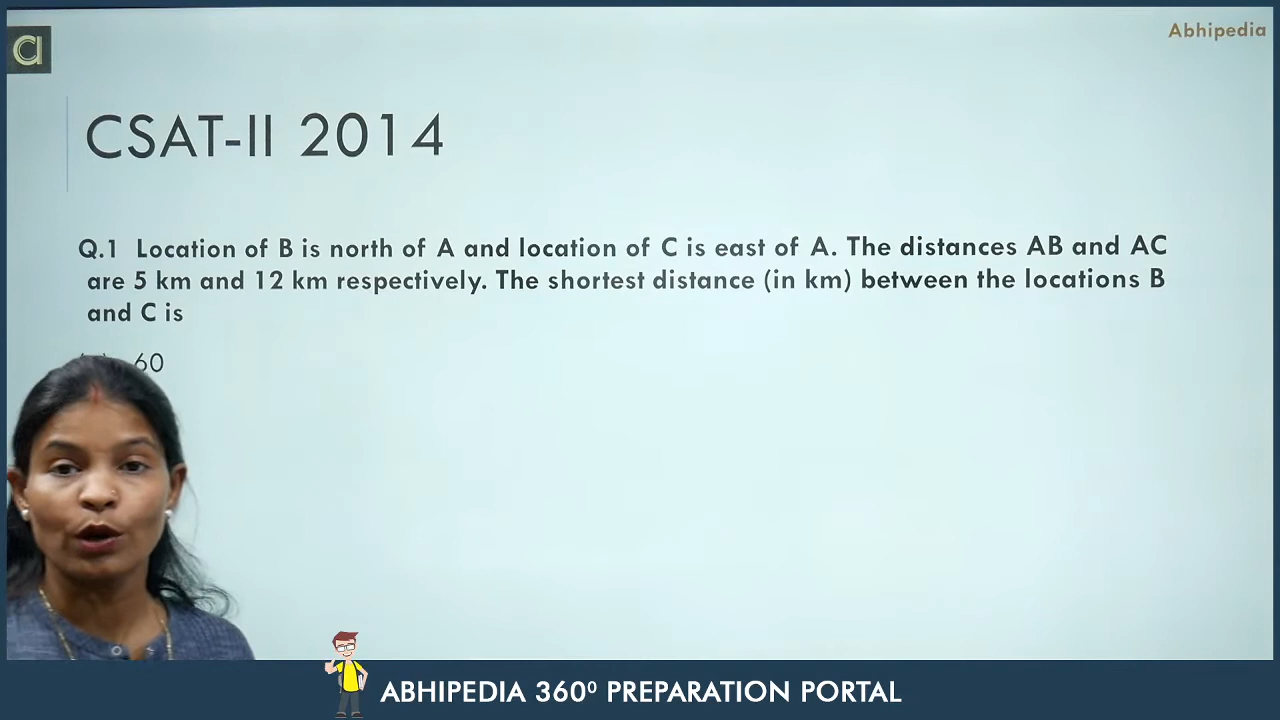 Abhipedia
CSAT-II 2014
Q.1 Location of B is north of A and location of C is east of A. The distances AB and AC
are 5 km and 12 km respectively. The shortest distance (in km) between the locations B
and C is
60
ABHIPEDIA 360⁰ PREPARATION PORTAL